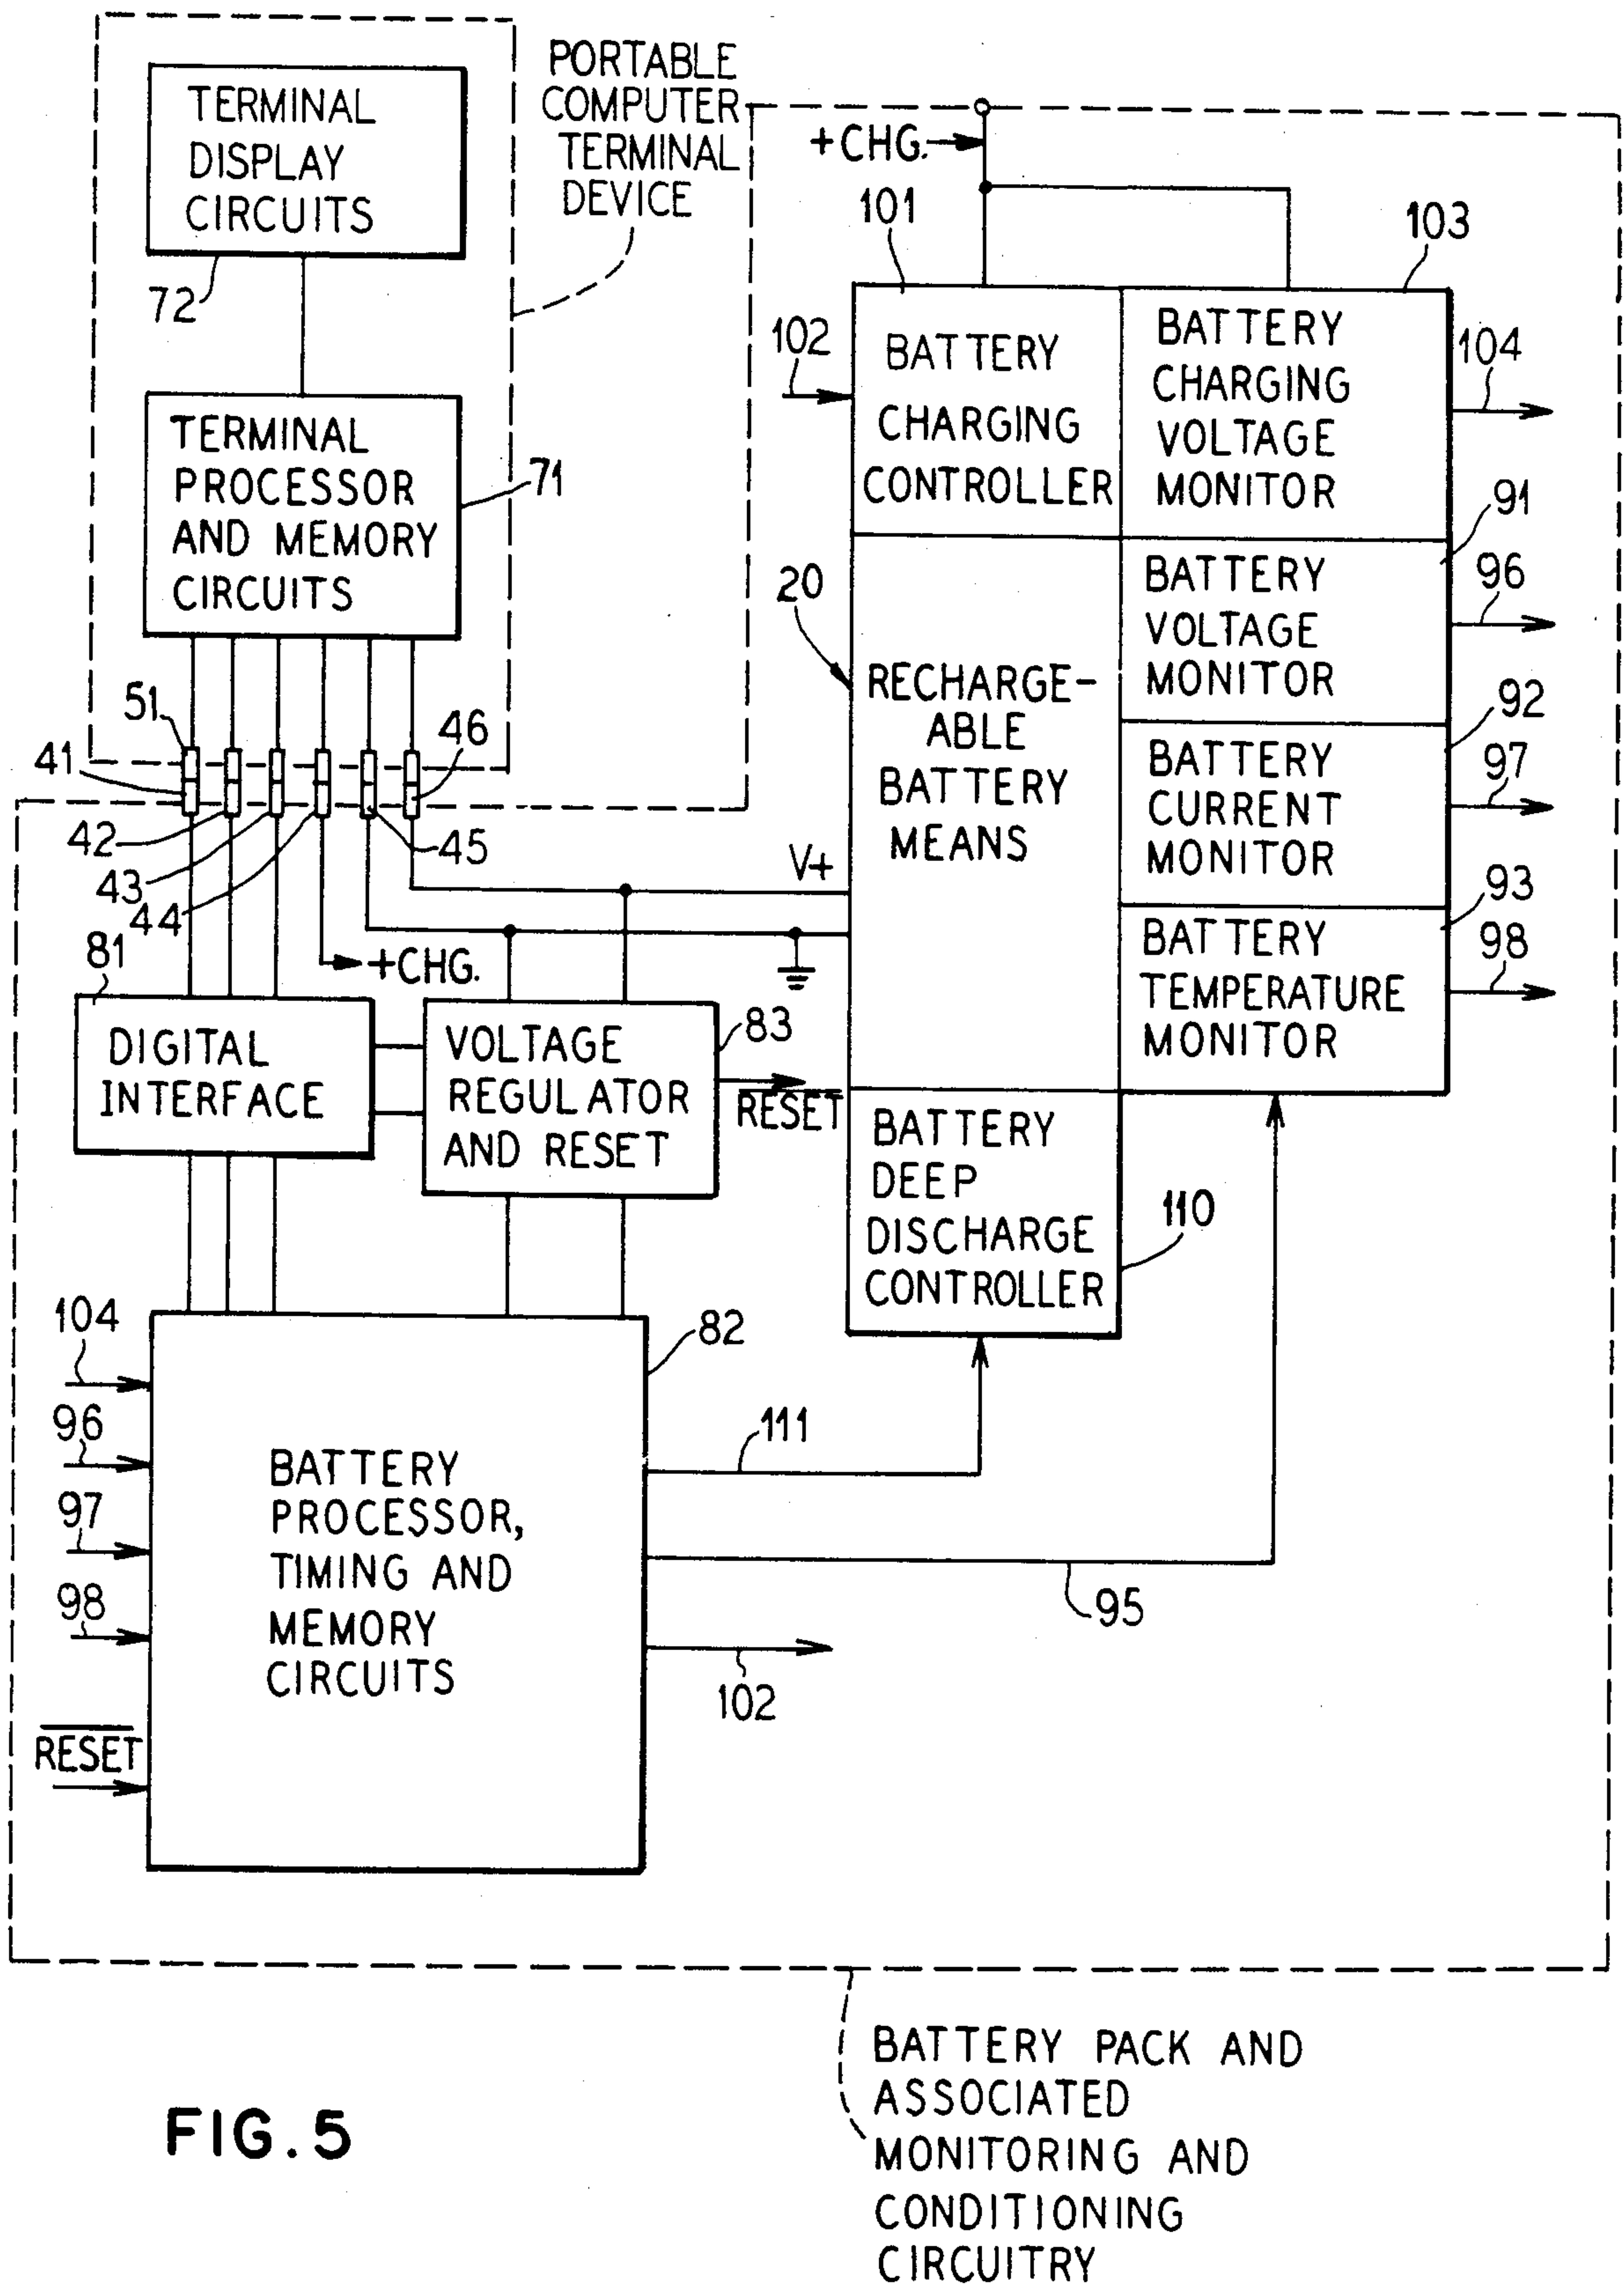 TERMINAL
DISPLAY
CIRCUITS
72
PORTABLE
COMPUTER
TERMINAL
DEVICE
TERMINAL
PROCESSOR
AND MEMORY
CIRCUITS
71
51
41
42
43
44
45
46
+CHG.
V+
81
DIGITAL
INTERFACE
VOLTAGE
REGULATOR
AND RESET
83
RESET
+CHG.
101
102
BATTERY
CHARGING
CONTROLLER
103
BATTERY
CHARGING
VOLTAGE
MONITOR
104
20
RECHARGE-
ABLE
BATTERY
MEANS
91
BATTERY
VOLTAGE
MONITOR
96
92
BATTERY
CURRENT
MONITOR
97
93
BATTERY
TEMPERATURE
MONITOR
98
BATTERY
DEEP
DISCHARGE
CONTROLLER
110
104
96
97
98
RESET
82
BATTERY
PROCESSOR,
TIMING AND
MEMORY
CIRCUITS
111
95
102
BATTERY PACK AND
ASSOCIATED
MONITORING AND
CONDITIONING
CIRCUITRY
FIG. 5